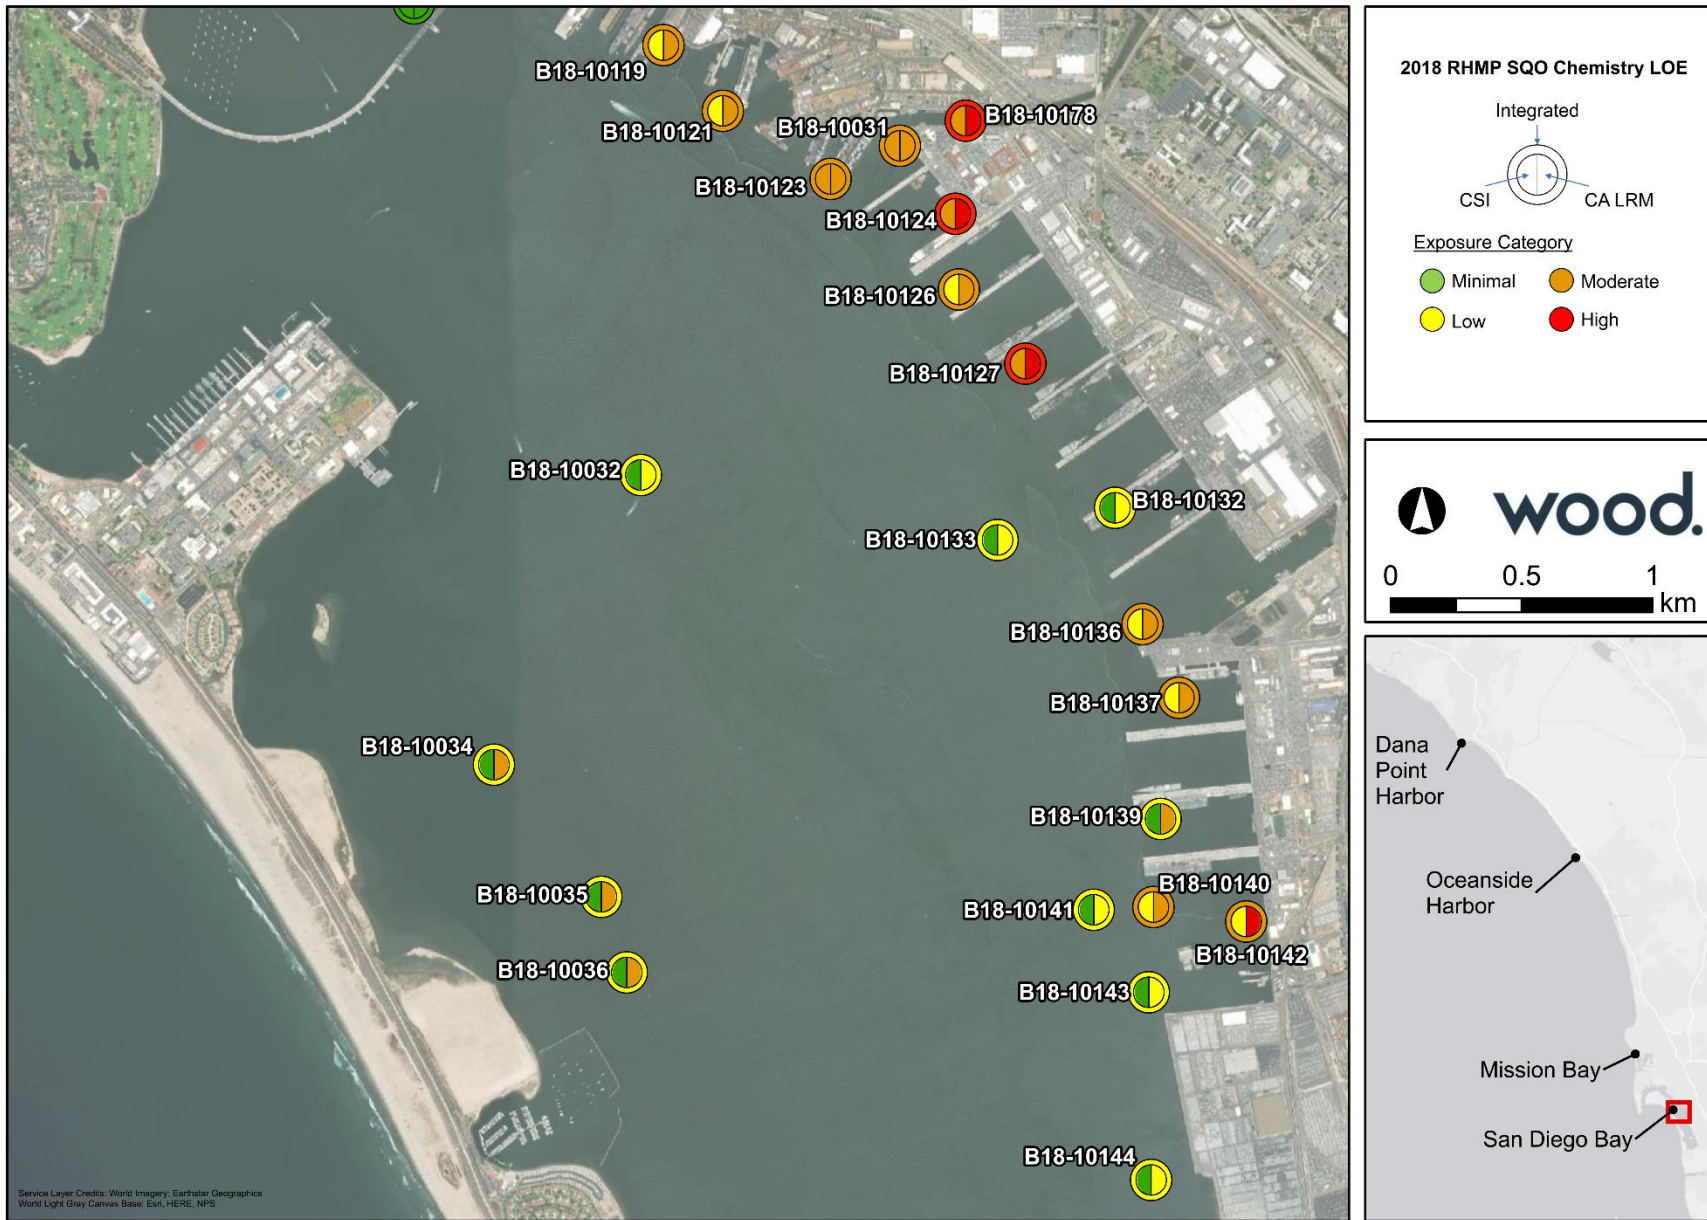 B18-10119
B18-10121
B18-10031
B18-10178
B18-10123
B18-10124
B18-10126
B18-10127
B18-10032
B18-10132
B18-10133
B18-10136
B18-10137
B18-10034
B18-10139
B18-10035
B18-10140
B18-10141
B18-10142
B18-10036
B18-10143
B18-10144
Service Layer Credits: World Imagery: Earthstar Geographics
World Light Gray Canvas Base: Esri, HERE, NPS
2018 RHMP SQO Chemistry LOE
Integrated
CSI
CA LRM
Exposure Category
Minimal
Moderate
Low
High
wood.
0 0.5 1
km
Dana
Point
Harbor
Oceanside
Harbor
Mission Bay
San Diego Bay